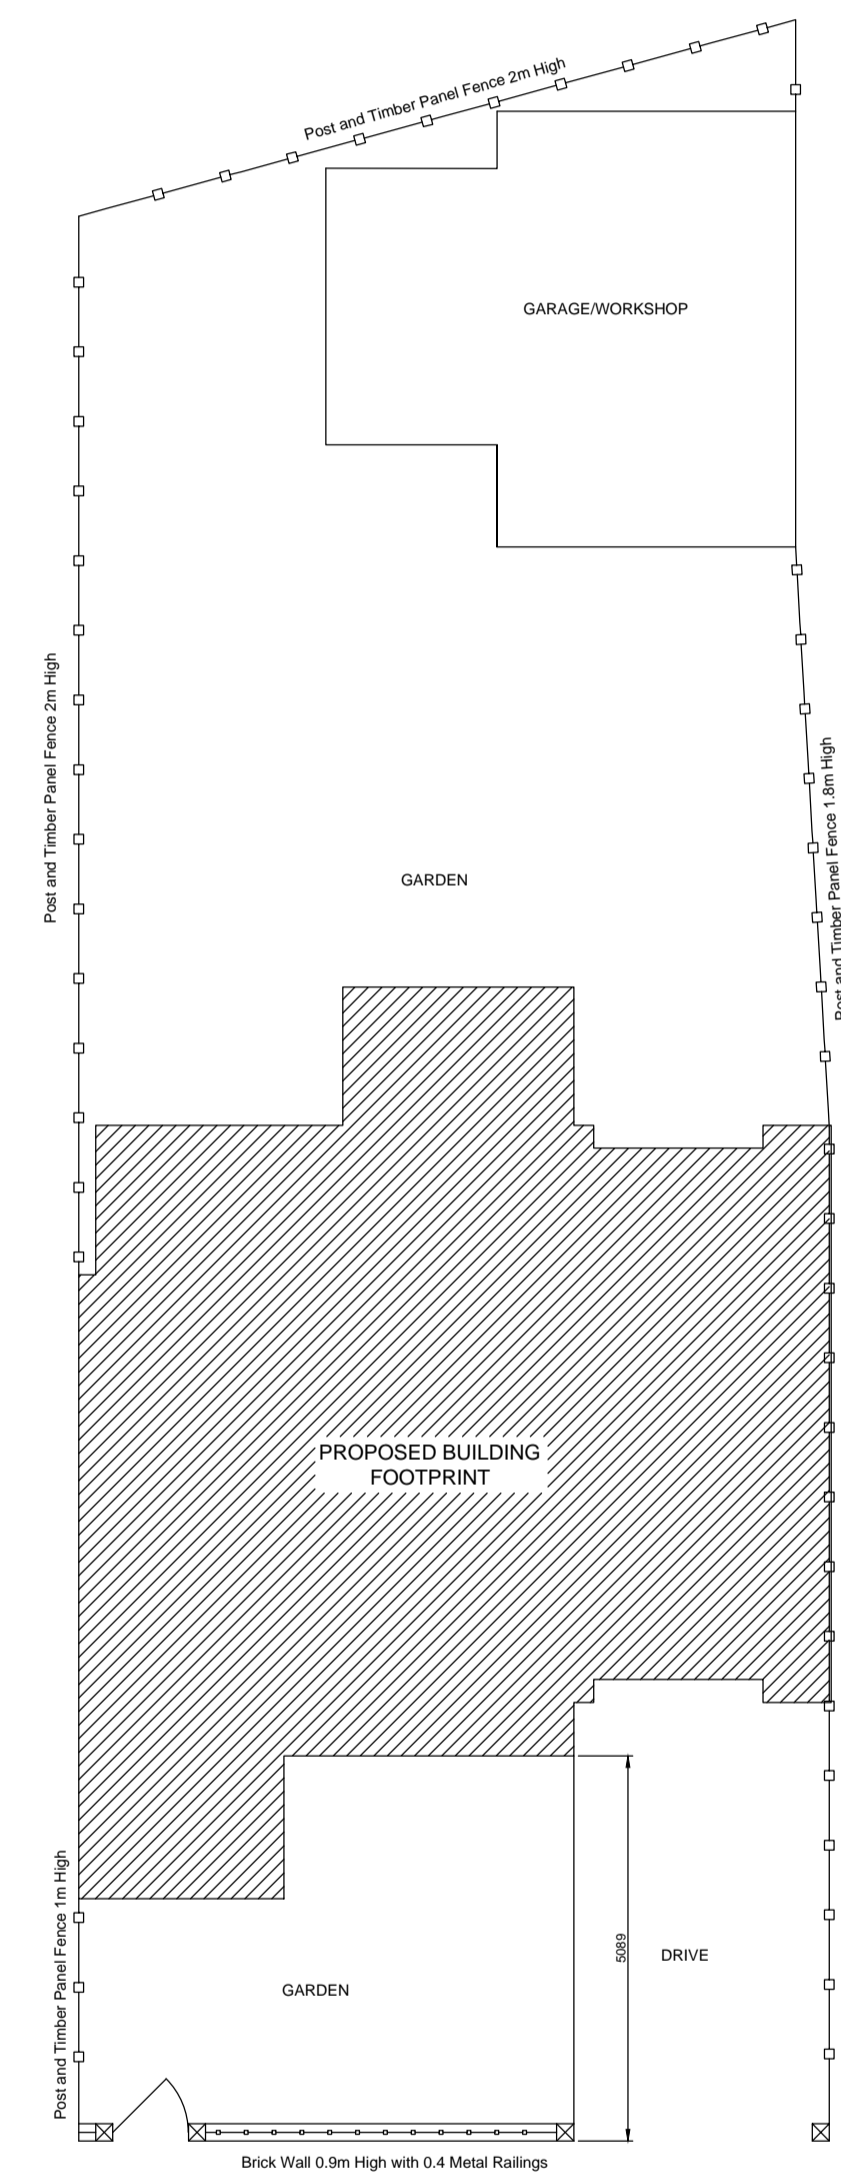 Post and Timber Panel Fence 2m High
GARAGE/WORKSHOP
Post and Timber Panel Fence 2m High
Post and Timber Panel Fence 1.8m High
GARDEN
PROPOSED BUILDING
FOOTPRINT
Post and Timber Panel Fence 1m High
5089
DRIVE
GARDEN
Brick Wall 0.9m High with 0.4 Metal Railings